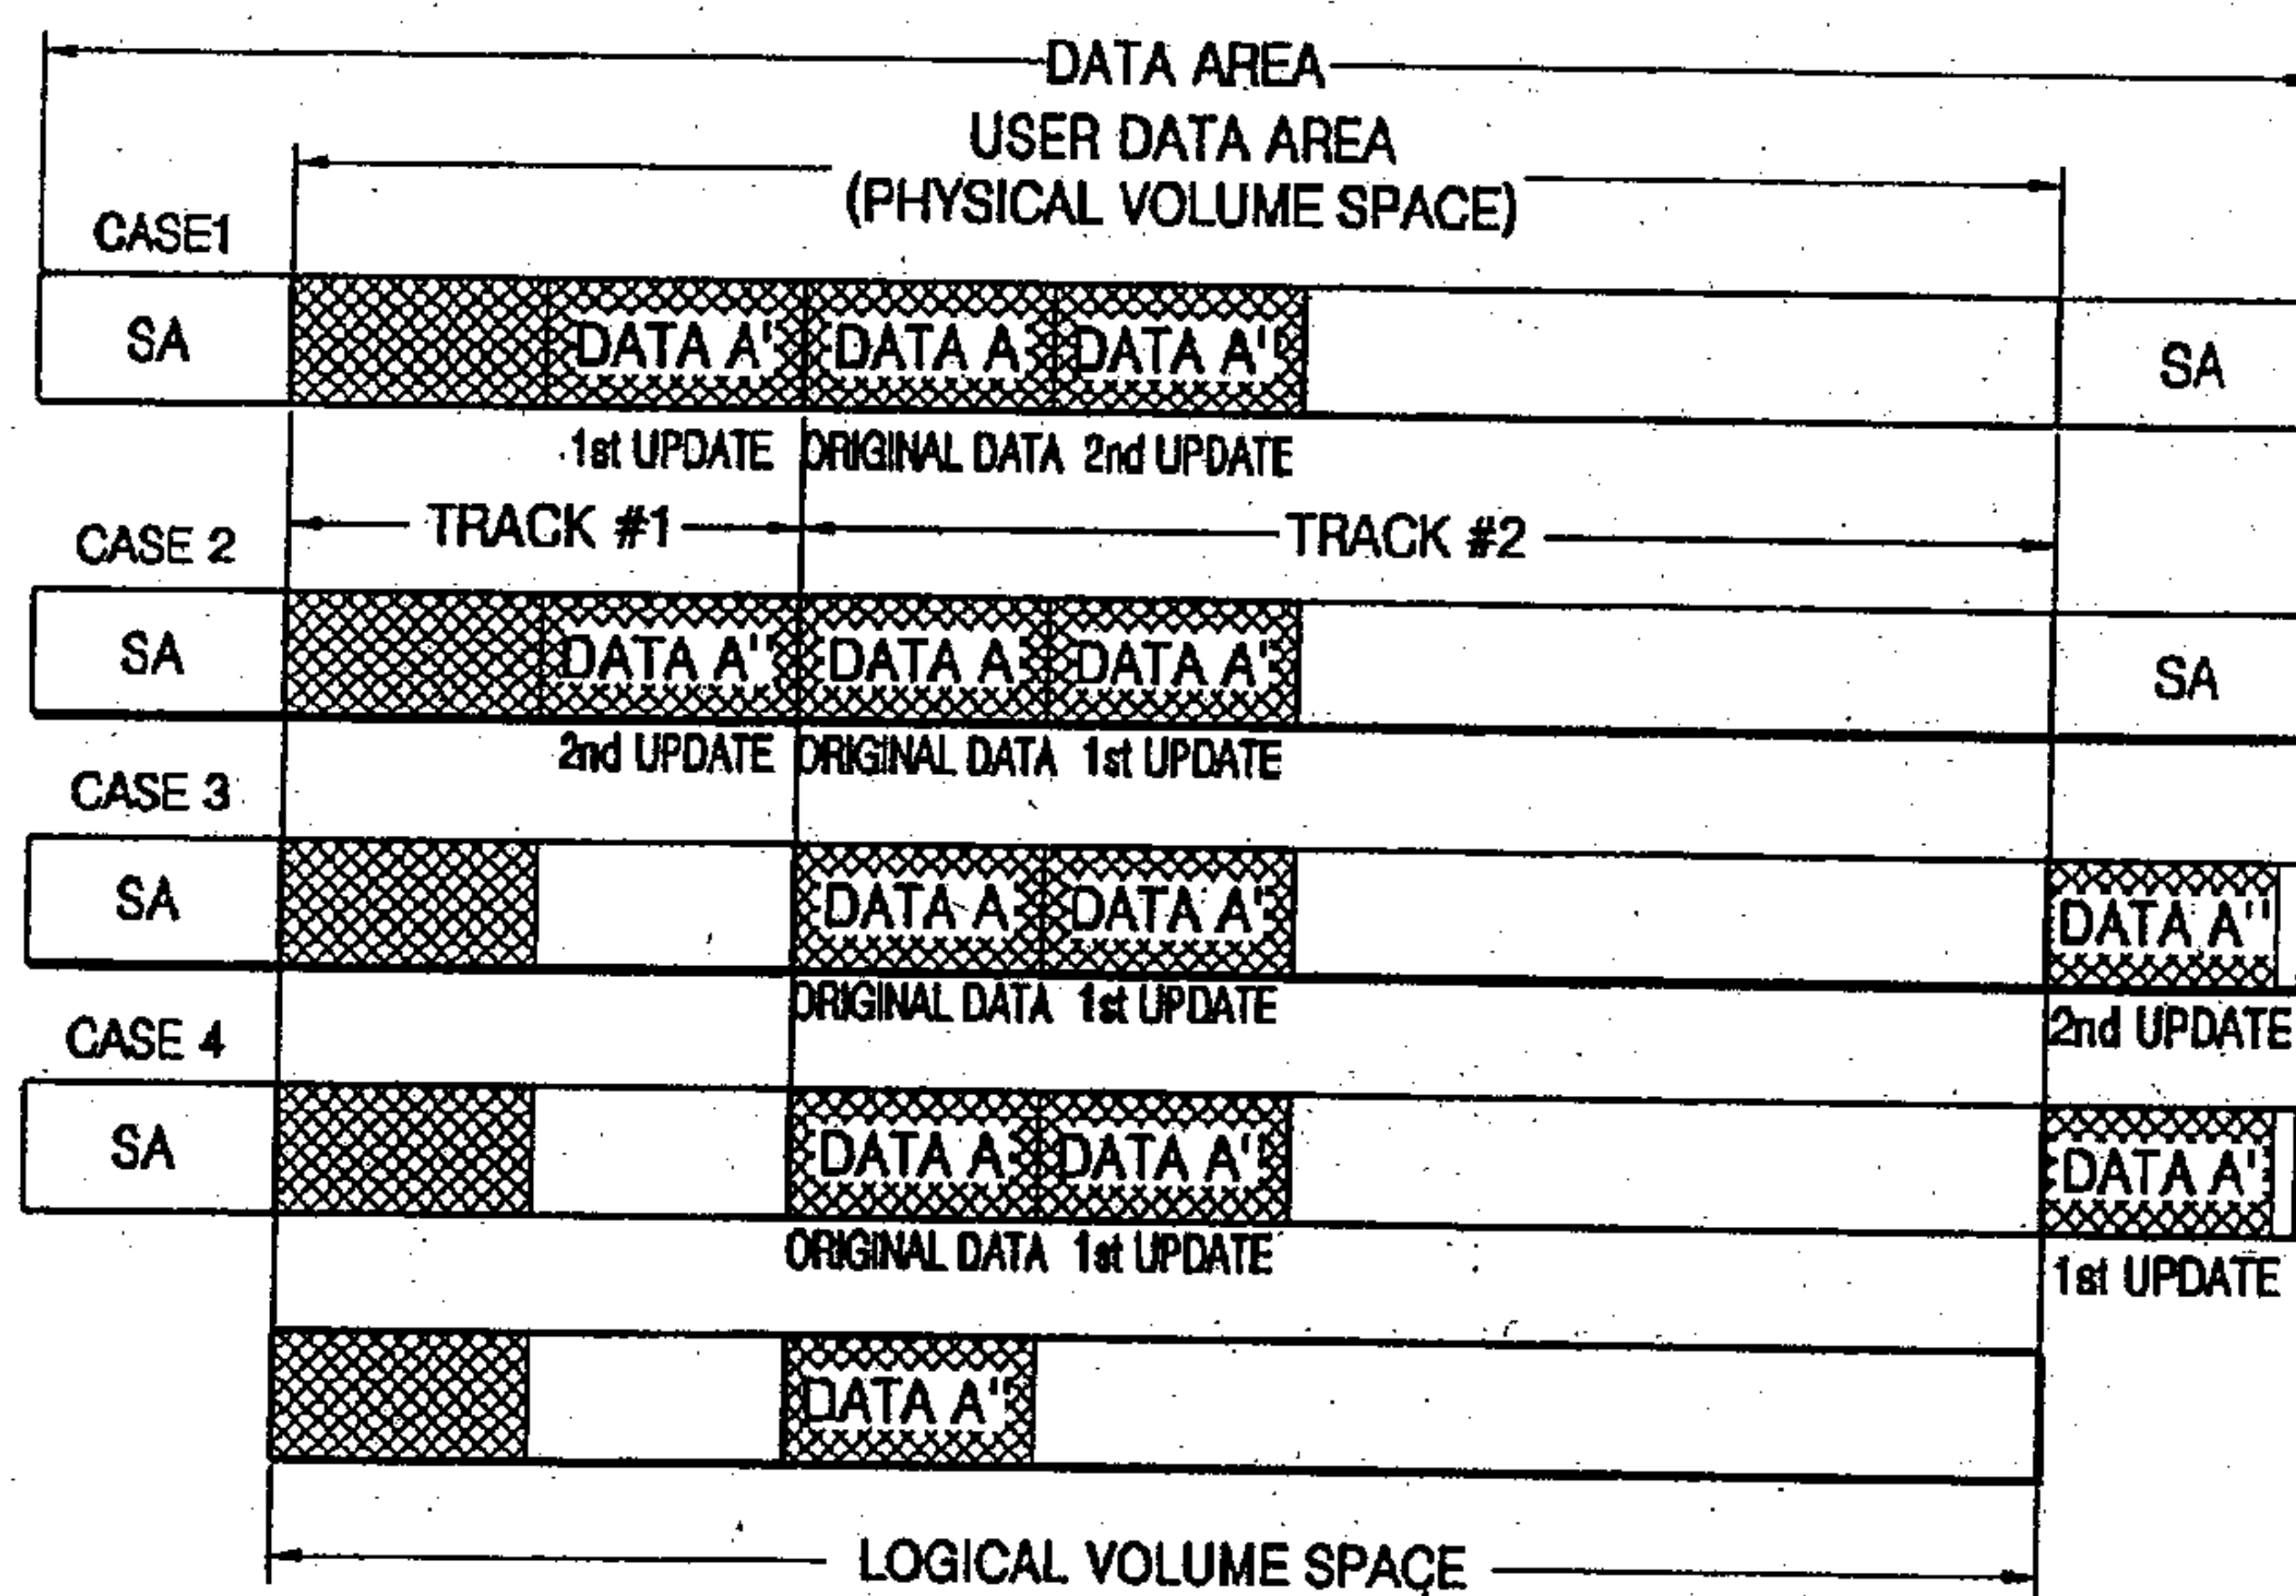 DATA AREA
USER DATA AREA
(PHYSICAL VOLUME SPACE)
CASE1
SA
DATA A'
DATA A
DATA A''
SA
1st UPDATE
ORIGINAL DATA
2nd UPDATE
TRACK #1
TRACK #2
CASE 2
SA
DATA A''
DATA A
DATA A'
SA
2nd UPDATE
ORIGINAL DATA
1st UPDATE
CASE 3
SA
DATA A
DATA A'
DATA A''
ORIGINAL DATA
1st UPDATE
2nd UPDATE
CASE 4
SA
DATA A
DATA A''
DATA A'
ORIGINAL DATA
1st UPDATE
1st UPDATE
DATA A''
LOGICAL VOLUME SPACE